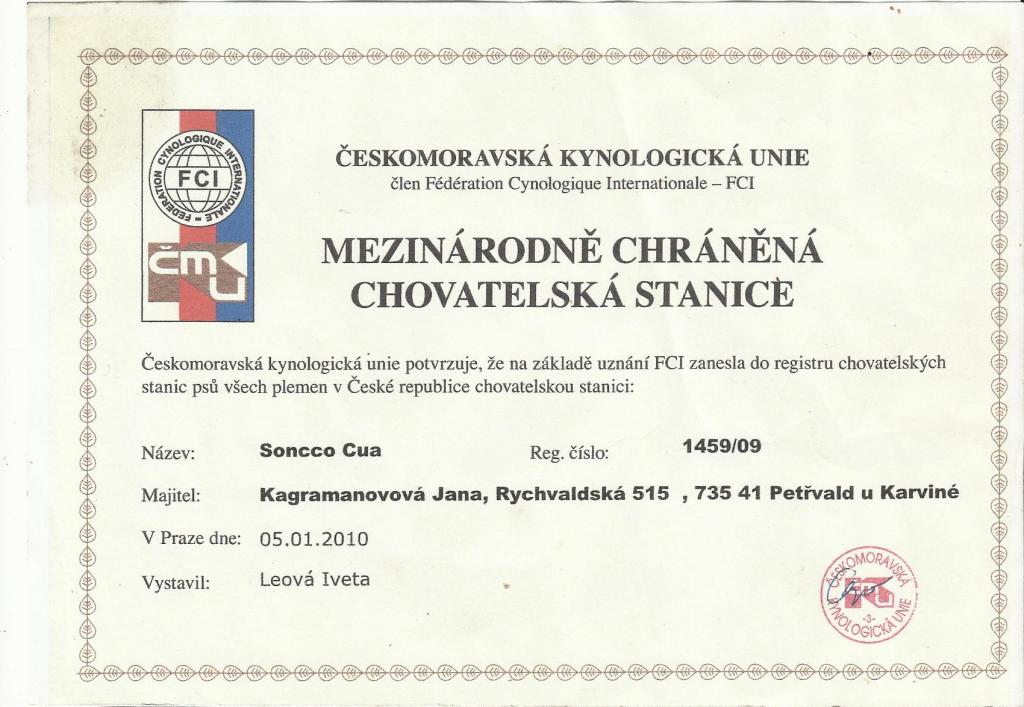 FEDERATION CYNOLOGIQUE INTERNATIONALE
FCI
ČMKU
ČESKOMORAVSKÁ KYNOLOGICKÁ UNIE
člen Fédération Cynologique Internationale – FCI
MEZINÁRODNĚ CHRÁNĚNÁ
CHOVATELSKÁ STANICE
Českomoravská kynologická unie potvrzuje, že na základě uznání FCI zanesla do registru chovatelských
stanic psů všech plemen v České republice chovatelskou stanici:
Název: Soncco Cua Reg. číslo: 1459/09
Majitel: Kagramanovová Jana, Rychvaldská 515 , 735 41 Petřvald u Karviné
V Praze dne: 05.01.2010
Vystavil: Leová Iveta
ČESKOMORAVSKÁ
KYNOLOGICKÁ UNIE
-3-